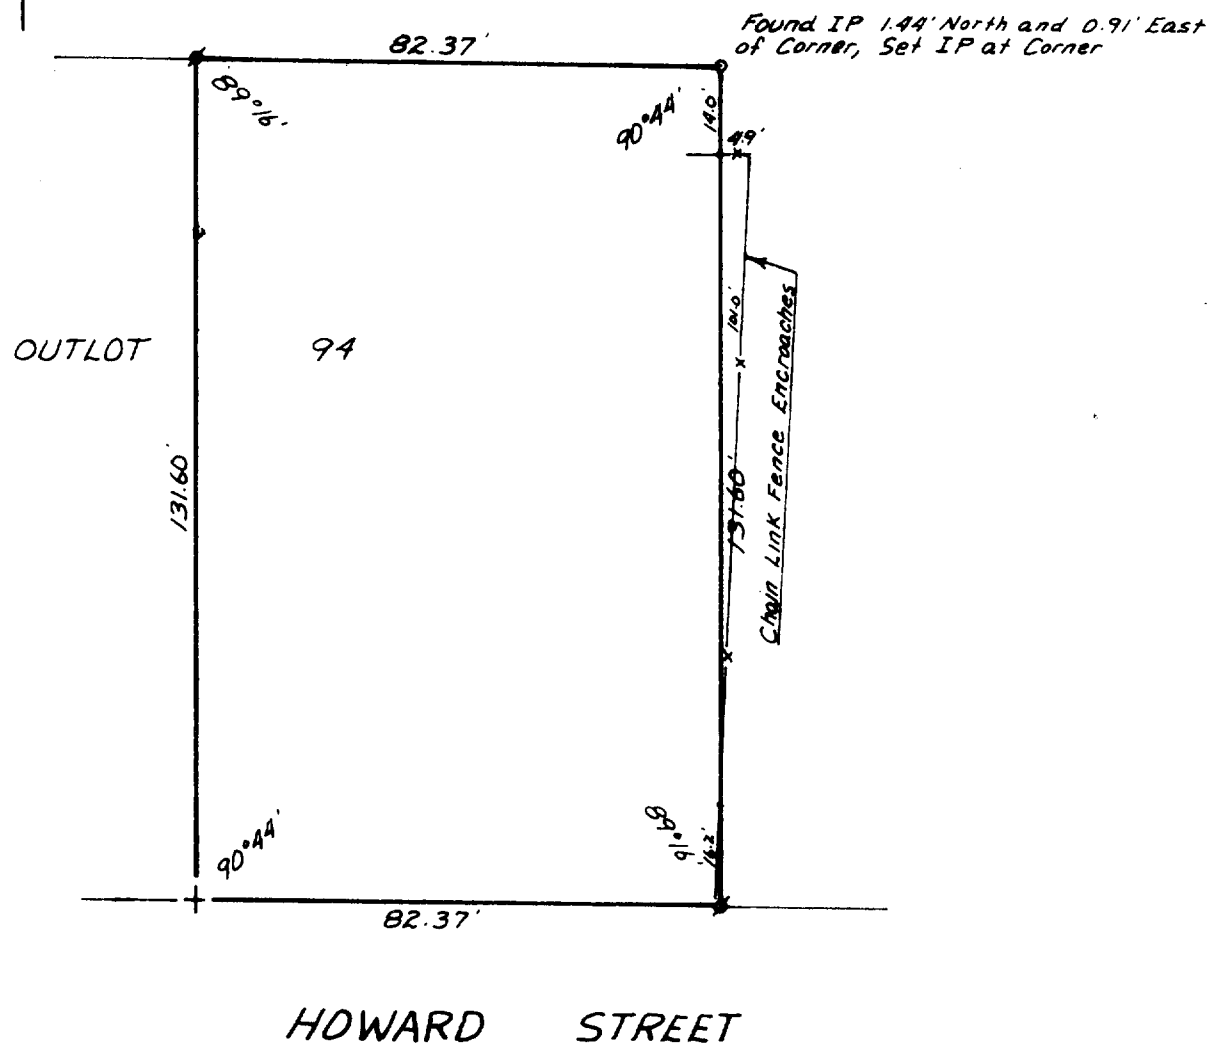 Found IP 1.44' North and 0.91' East
of Corner, Set IP at Corner
82.37'
89°16'
90°44'
14.0'
4.9'
101.0'
Chain Link Fence Encroaches
OUTLOT 94
131.60'
131.60'
90°44'
89°16'
16.2'
82.37'
HOWARD STREET